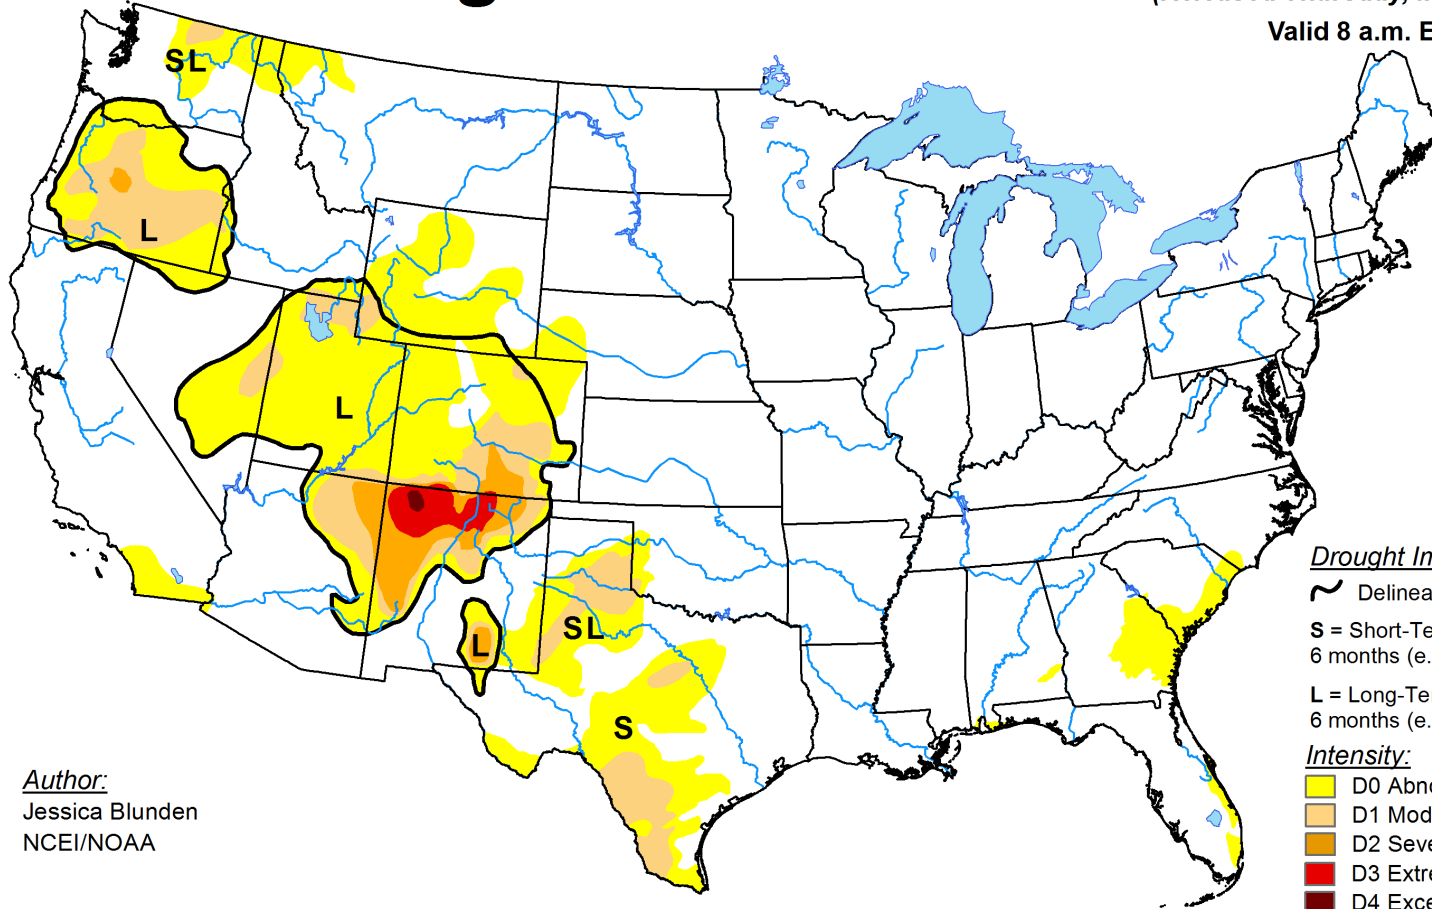 Valid 8 a.m. E
SL
L
L
L
SL
S
Drought In
Delinea
S = Short-Te
6 months (e.
L = Long-Te
6 months (e.
Intensity:
D0 Abno
D1 Mod
D2 Seve
D3 Extre
D4 Exce
Author:
Jessica Blunden
NCEI/NOAA